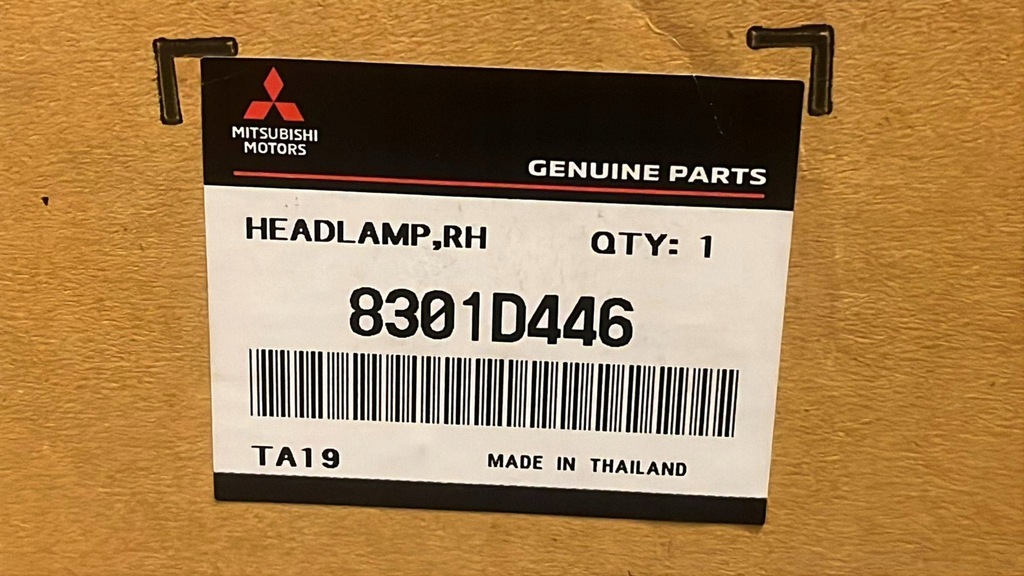 MITSUBISHI
MOTORS
GENUINE PARTS
HEADLAMP,RH QTY: 1
8301D446
TA19 MADE IN THAILAND